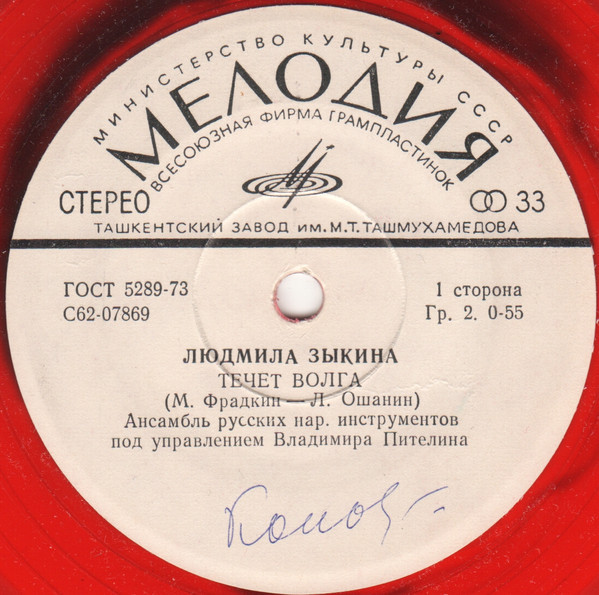 МИНИСТЕРСТВО КУЛЬТУРЫ СССР
МЕЛОДИЯ
ВСЕСОЮЗНАЯ ФИРМА ГРАМПЛАСТИНОК
СТЕРЕО
33
ТАШКЕНТСКИЙ ЗАВОД ИМ. М.Т. ТАШМУХАМЕДОВА
ГОСТ 5289-73
1 сторона
С62-07869
Гр. 2. 0-55
ЛЮДМИЛА ЗЫКИНА
ТЕЧЕТ ВОЛГА
(М. Фрадкин — Л. Ошанин)
Ансамбль русских нар. инструментов
под управлением Владимира Пителина